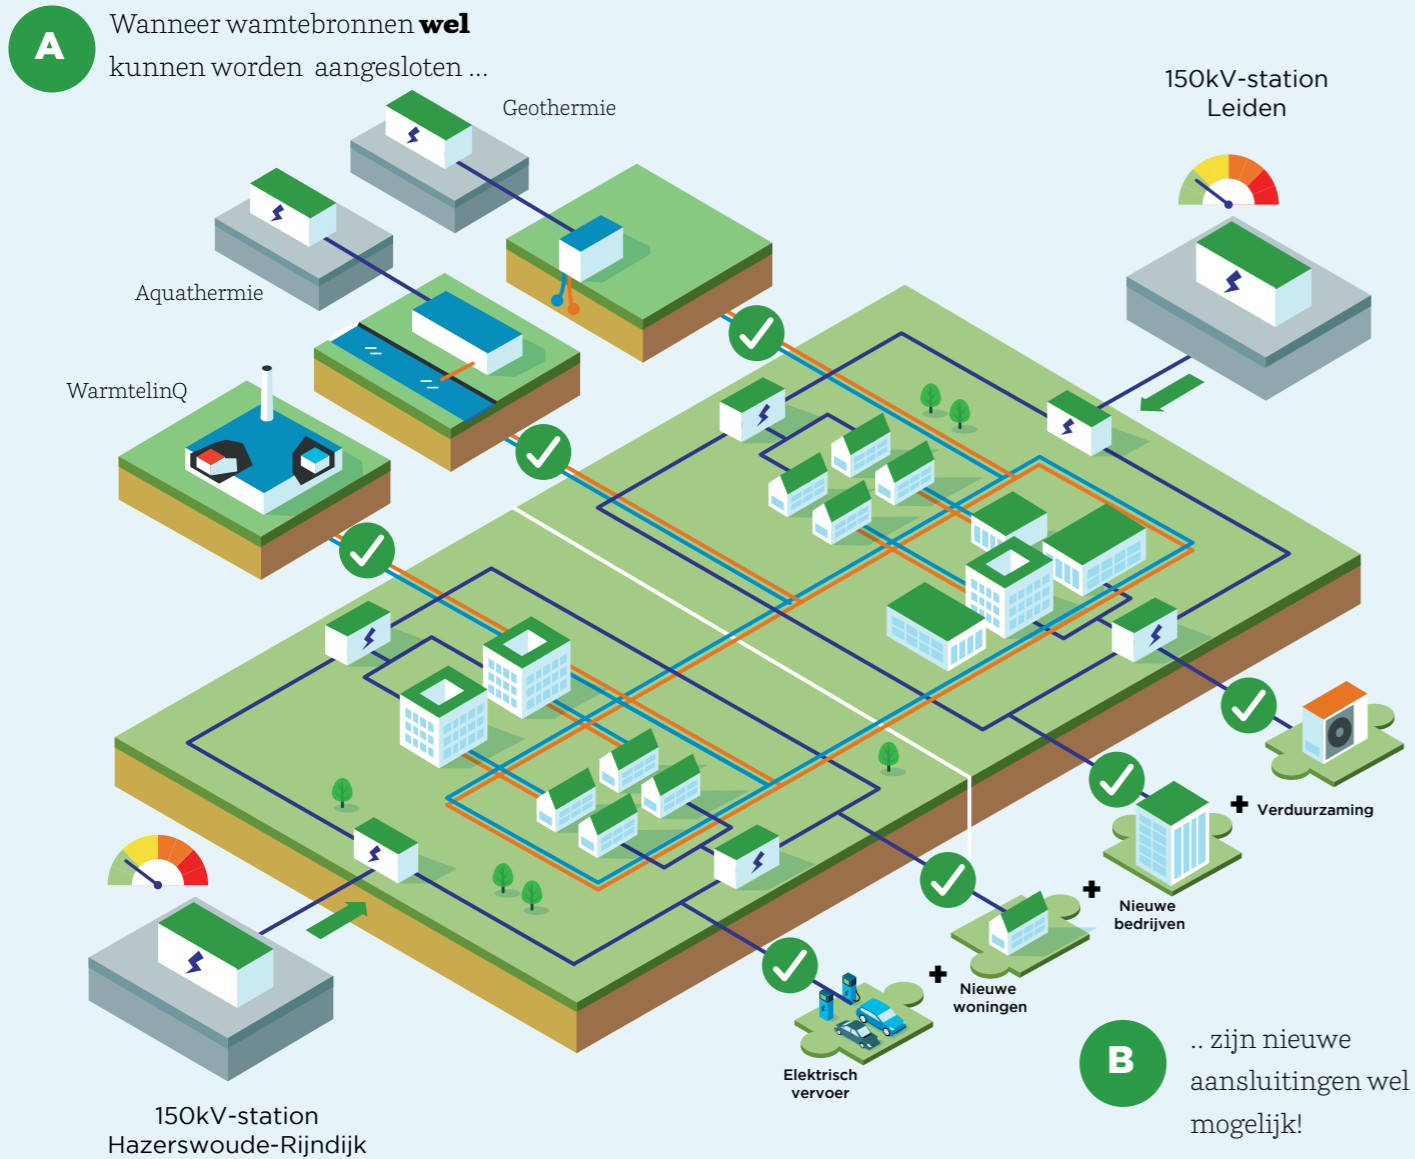 A
Wanneer wamtebronnen wel
kunnen worden aangesloten ...
Geothermie
150kV-station
Leiden
Aquathermie
WarmtelinQ
+
Verduurzaming
+
Nieuwe
bedrijven
+
Nieuwe
woningen
Elektrisch
vervoer
B
.. zijn nieuwe
aansluitingen wel
mogelijk!
150kV-station
Hazerswoude-Rijndijk